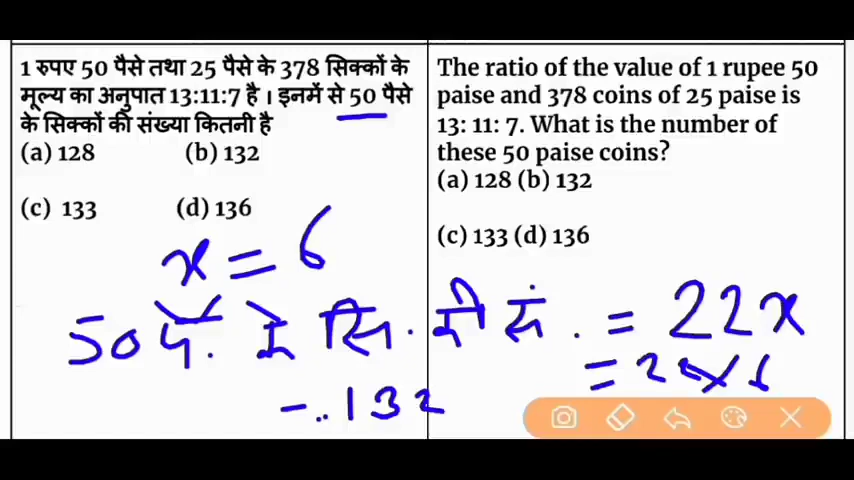 1 रुपए 50 पैसे तथा 25 पैसे के 378 सिक्कों के
मूल्य का अनुपात 13:11:7 है । इनमें से 50 पैसे
के सिक्कों की संख्या कितनी है
(a) 128 (b) 132
(c) 133 (d) 136
The ratio of the value of 1 rupee 50
paise and 378 coins of 25 paise is
13: 11: 7. What is the number of
these 50 paise coins?
(a) 128 (b) 132
(c) 133 (d) 136
x = 6
50 पै. के सि. की सं. = 22x
= 22×6
= 132